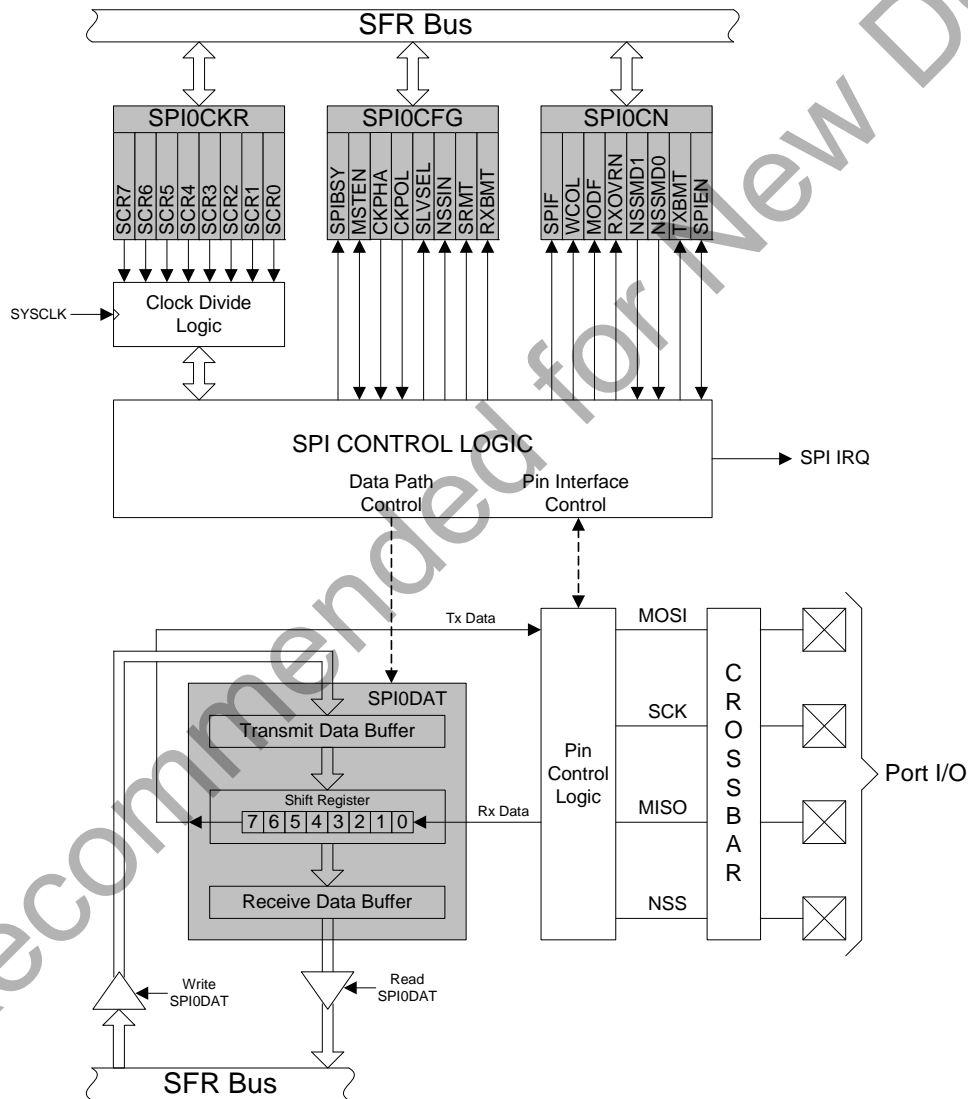 SFR Bus
SPI0CKR
SCR7
SCR6
SCR5
SCR4
SCR3
SCR2
SCR1
SCR0
SPI0CFG
SPIBSY
MSTEN
CKPHA
CKPOL
SLVSEL
NSSIN
SRMT
RXBMT
SPI0CN
SPIF
WCOL
MODF
RXOVRN
NSSMD1
NSSMD0
TXBMT
SPIEN
SYSCLK
Clock Divide
Logic
SPI CONTROL LOGIC
Data Path
Control
Pin Interface
Control
SPI IRQ
Tx Data
SPI0DAT
Transmit Data Buffer
Shift Register
7 6 5 4 3 2 1 0
Rx Data
Receive Data Buffer
Pin
Control
Logic
MOSI
SCK
MISO
NSS
CROSSBAR
Port I/O
Write
SPI0DAT
Read
SPI0DAT
SFR Bus
ecommended for New D